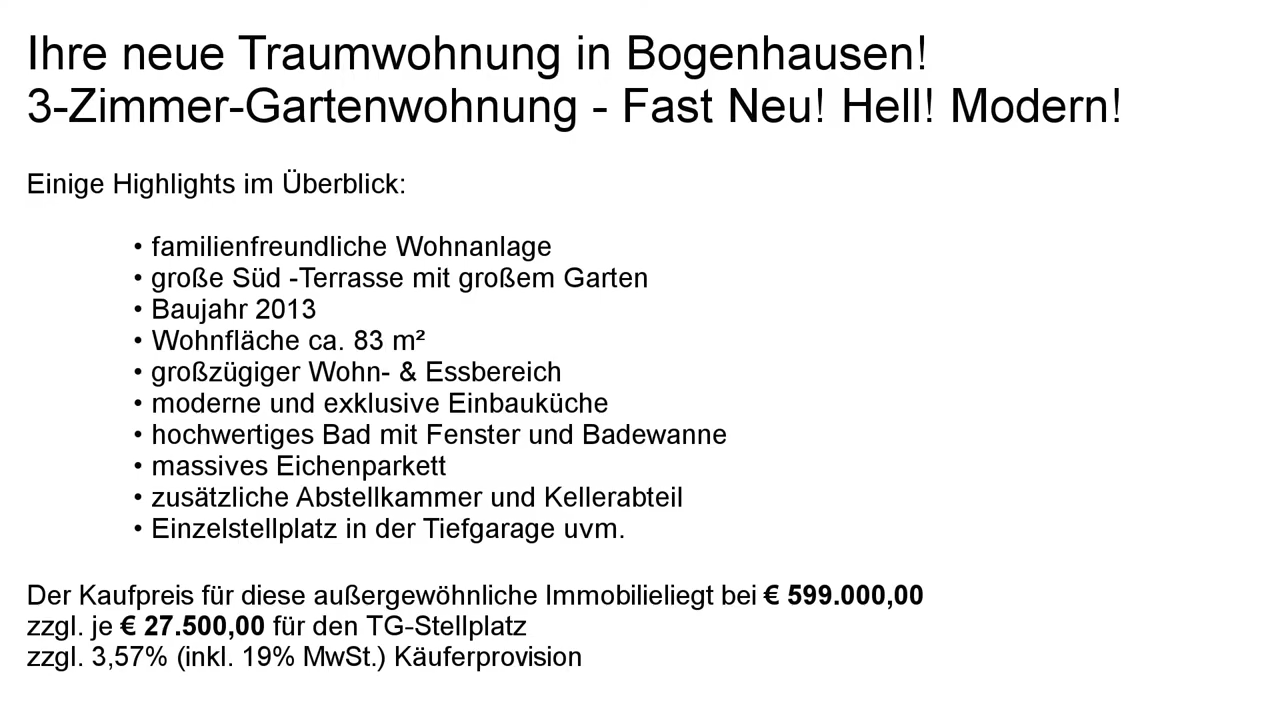 Ihre neue Traumwohnung in Bogenhausen!
3-Zimmer-Gartenwohnung - Fast Neu! Hell! Modern!
Einige Highlights im Überblick:
• familienfreundliche Wohnanlage
• große Süd -Terrasse mit großem Garten
• Baujahr 2013
• Wohnfläche ca. 83 m²
• großzügiger Wohn- & Essbereich
• moderne und exklusive Einbauküche
• hochwertiges Bad mit Fenster und Badewanne
• massives Eichenparkett
• zusätzliche Abstellkammer und Kellerabteil
• Einzelstellplatz in der Tiefgarage uvm.
Der Kaufpreis für diese außergewöhnliche Immobilieliegt bei € 599.000,00
zzgl. je € 27.500,00 für den TG-Stellplatz
zzgl. 3,57% (inkl. 19% MwSt.) Käuferprovision